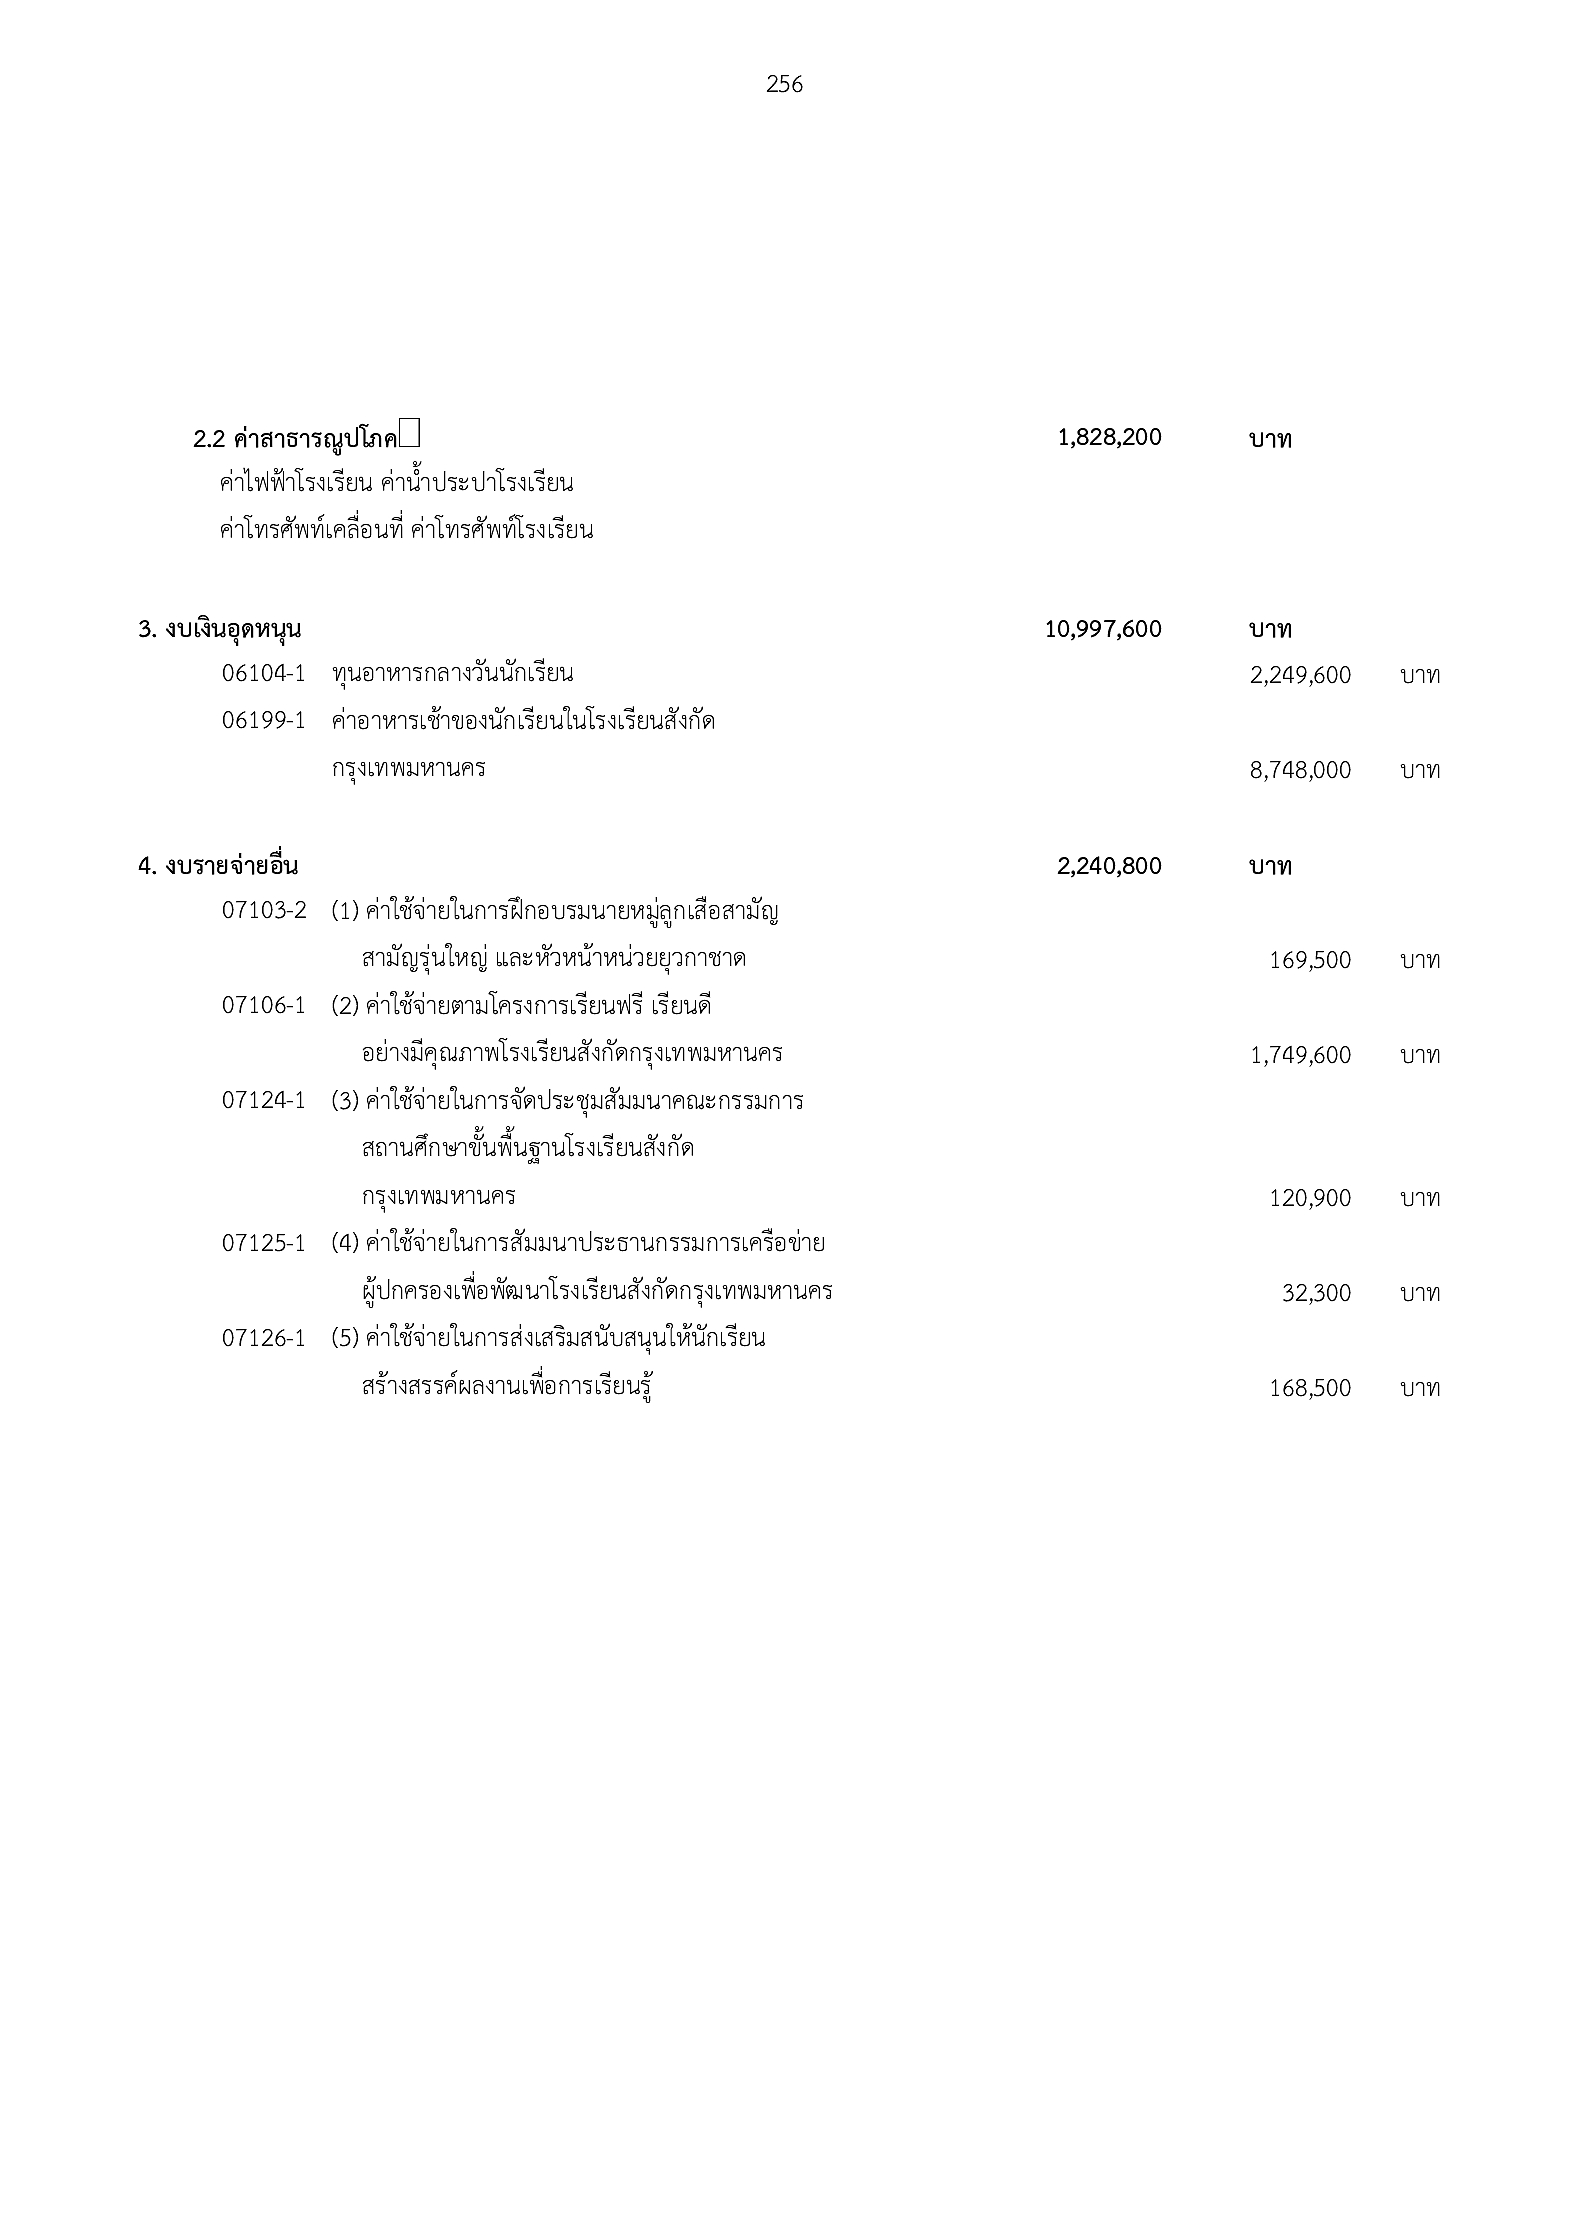 256
2.2 ค่าสาธารณูปโภค 1,828,200 บาท
ค่าไฟฟ้าโรงเรียน ค่าน้ำประปาโรงเรียน
ค่าโทรศัพท์เคลื่อนที่ ค่าโทรศัพท์โรงเรียน
3. งบเงินอุดหนุน 10,997,600 บาท
06104-1 ทุนอาหารกลางวันนักเรียน 2,249,600 บาท
06199-1 ค่าอาหารเช้าของนักเรียนในโรงเรียนสังกัด
กรุงเทพมหานคร 8,748,000 บาท
4. งบรายจ่ายอื่น 2,240,800 บาท
07103-2 (1) ค่าใช้จ่ายในการฝึกอบรมนายหมู่ลูกเสือสามัญ
สามัญรุ่นใหญ่ และหัวหน้าหน่วยยุวกาชาด 169,500 บาท
07106-1 (2) ค่าใช้จ่ายตามโครงการเรียนฟรี เรียนดี
อย่างมีคุณภาพโรงเรียนสังกัดกรุงเทพมหานคร 1,749,600 บาท
07124-1 (3) ค่าใช้จ่ายในการจัดประชุมสัมมนาคณะกรรมการ
สถานศึกษาขั้นพื้นฐานโรงเรียนสังกัด
กรุงเทพมหานคร 120,900 บาท
07125-1 (4) ค่าใช้จ่ายในการสัมมนาประธานกรรมการเครือข่าย
ผู้ปกครองเพื่อพัฒนาโรงเรียนสังกัดกรุงเทพมหานคร 32,300 บาท
07126-1 (5) ค่าใช้จ่ายในการส่งเสริมสนับสนุนให้นักเรียน
สร้างสรรค์ผลงานเพื่อการเรียนรู้ 168,500 บาท